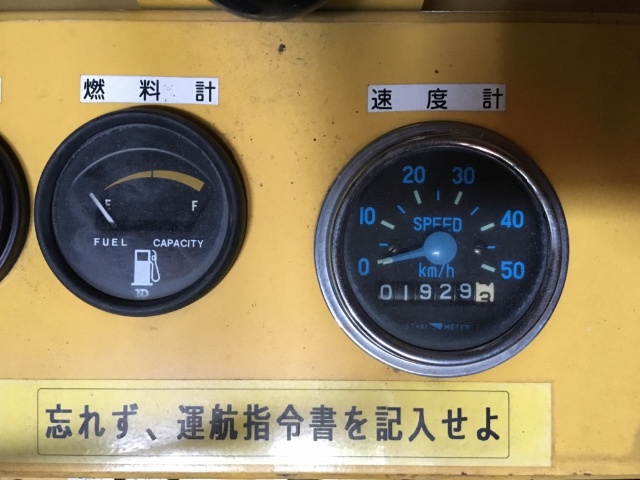 燃料計
速度計
E F
FUEL CAPACITY
ND
0 10 20 30 40 50
SPEED
km/h
01929
忘れず、運航指令書を記入せよ